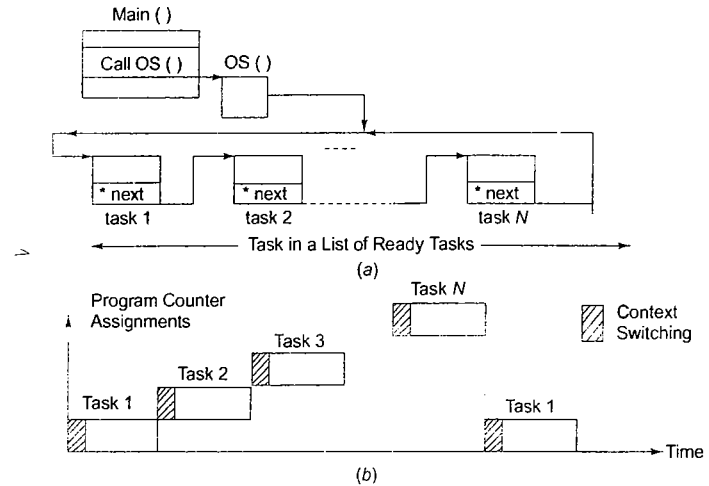 Main ( )
Call OS ( )
OS ( )
* next
* next
* next
task 1
task 2
task N
Task in a List of Ready Tasks
(a)
Program Counter
Assignments
Task N
Context
Switching
Task 3
Task 2
Task 1
Task 1
Time
(b)